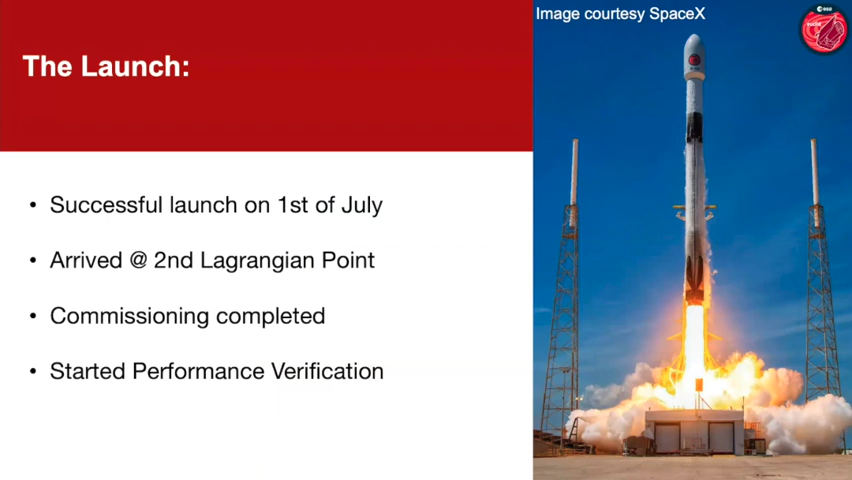 Image courtesy SpaceX
esa
The Launch:
• Successful launch on 1st of July
• Arrived @ 2nd Lagrangian Point
• Commissioning completed
• Started Performance Verification